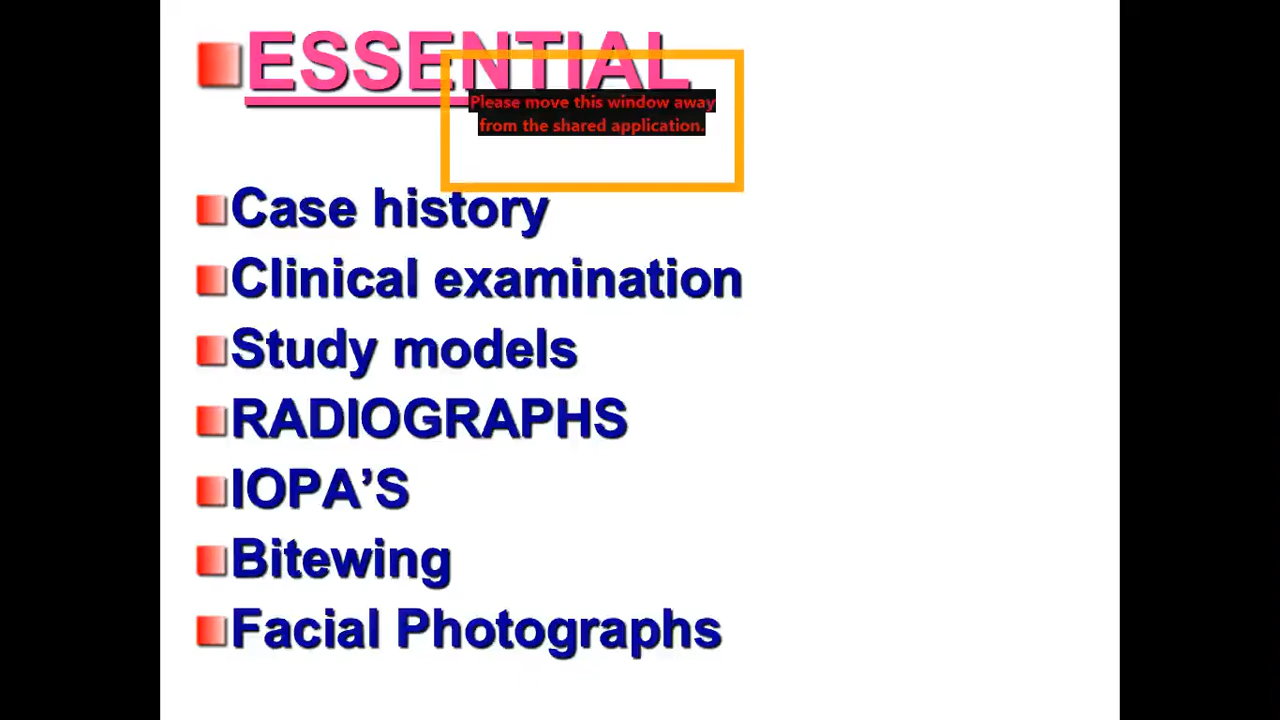 ESSENTIAL
Please move this window away
from the shared application.
Case history
Clinical examination
Study models
RADIOGRAPHS
IOPA’S
Bitewing
Facial Photographs